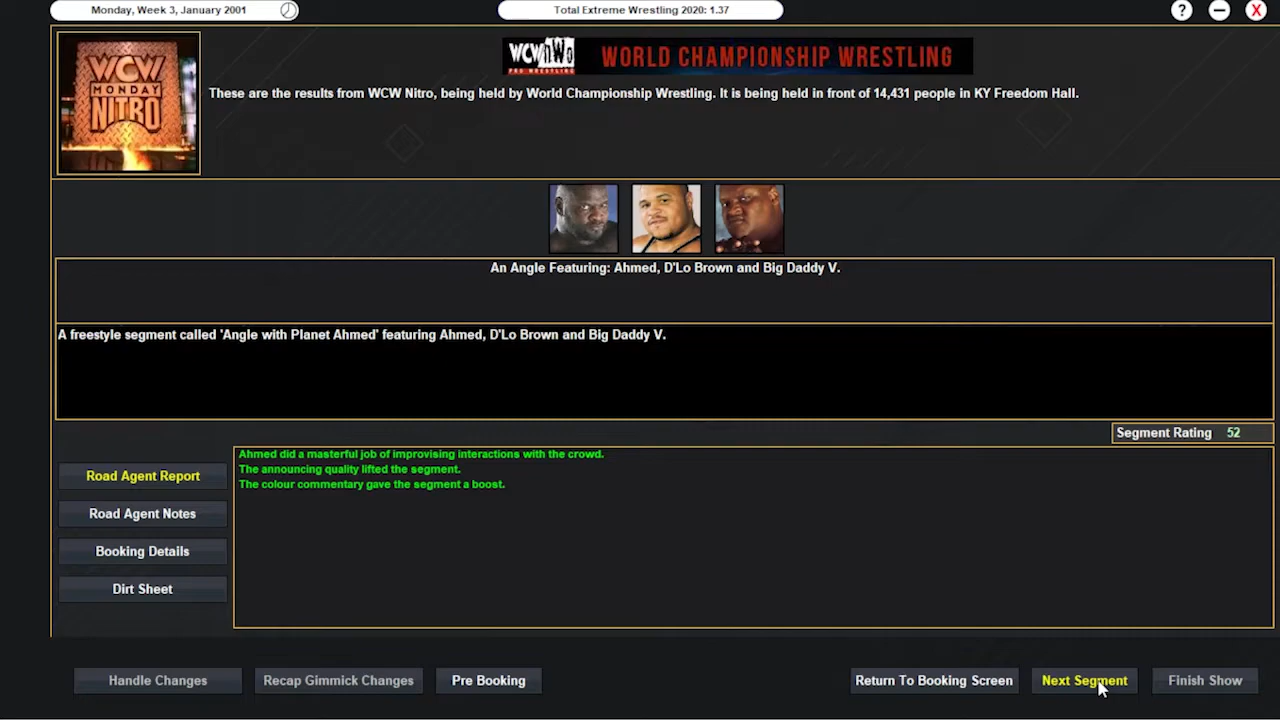 Monday, Week 3, January 2001
Total Extreme Wrestling 2020: 1.37
?
X
WCW
MONDAY
NITRO
WCW nWo
PRO WRESTLING
WORLD CHAMPIONSHIP WRESTLING
These are the results from WCW Nitro, being held by World Championship Wrestling. It is being held in front of 14,431 people in KY Freedom Hall.
An Angle Featuring: Ahmed, D'Lo Brown and Big Daddy V.
A freestyle segment called 'Angle with Planet Ahmed' featuring Ahmed, D'Lo Brown and Big Daddy V.
Segment Rating 52
Road Agent Report
Road Agent Notes
Booking Details
Dirt Sheet
Ahmed did a masterful job of improvising interactions with the crowd.
The announcing quality lifted the segment.
The colour commentary gave the segment a boost.
Handle Changes
Recap Gimmick Changes
Pre Booking
Return To Booking Screen
Next Segment
Finish Show